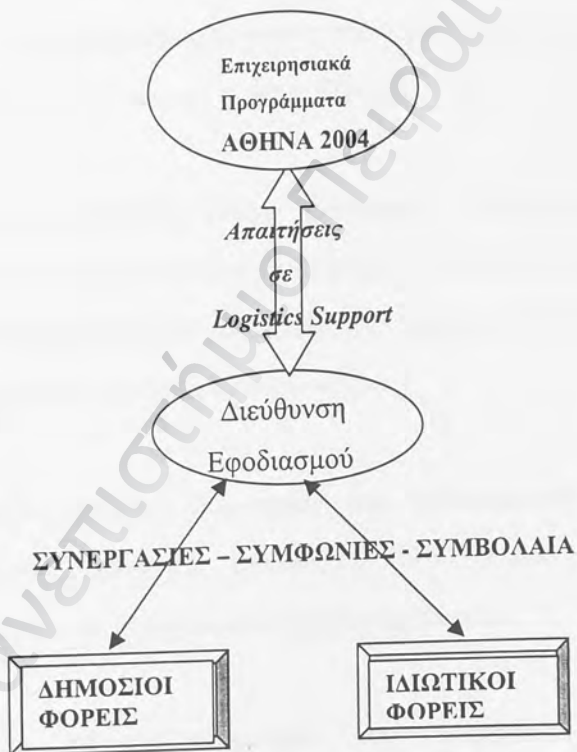 Επιχειρησιακά
Προγράμματα
ΑΘΗΝΑ 2004
Απαιτήσεις
σε
Logistics Support
Διεύθυνση
Εφοδιασμού
ΣΥΝΕΡΓΑΣΙΕΣ – ΣΥΜΦΩΝΙΕΣ - ΣΥΜΒΟΛΑΙΑ
ΔΗΜΟΣΙΟΙ
ΦΟΡΕΙΣ
ΙΔΙΩΤΙΚΟΙ
ΦΟΡΕΙΣ